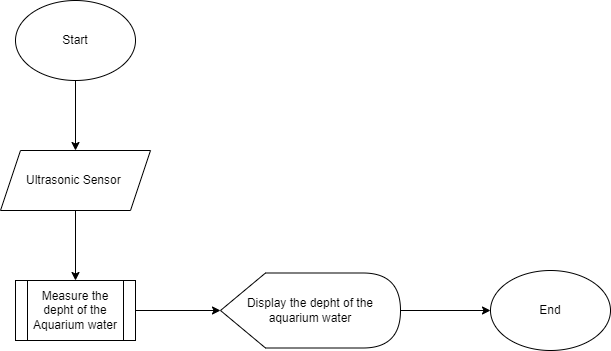 Start
Ultrasonic Sensor
Measure the
depht of the
Aquarium water
Display the depht of the
aquarium water
End